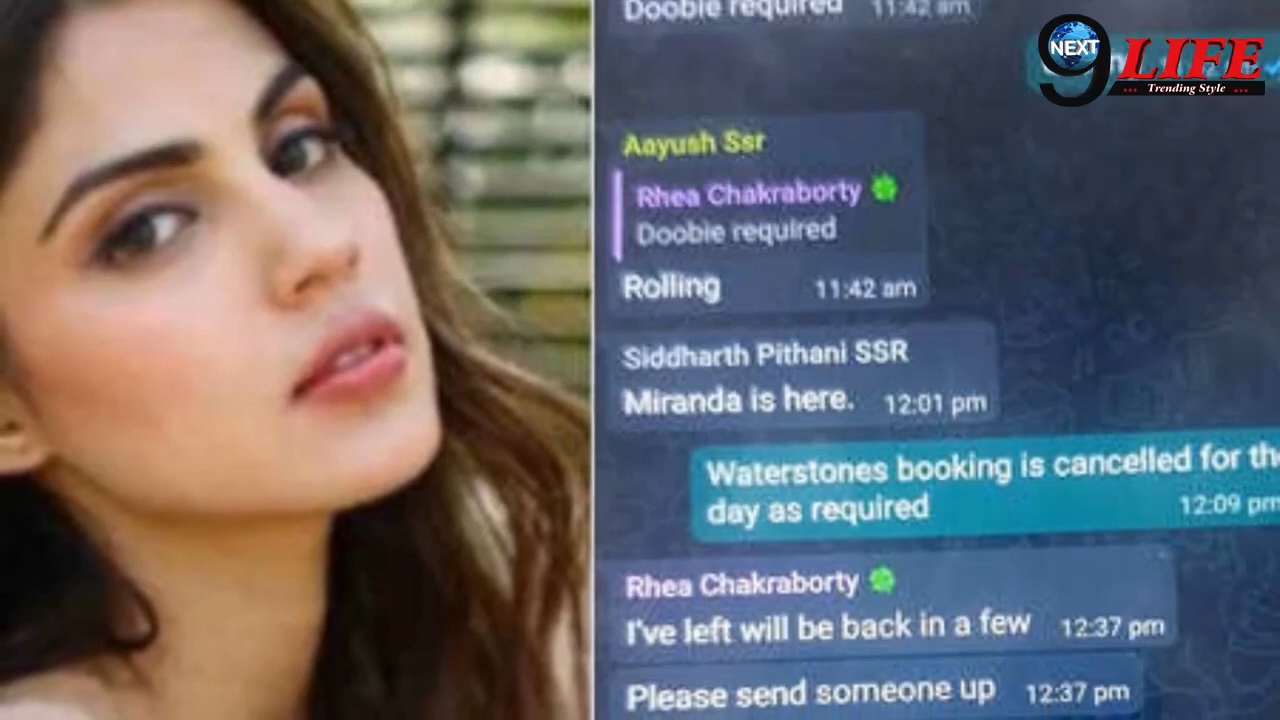 Doobie required 11:42 am
NEXT
9 LIFE
... Trending Style ...
Aayush Ssr
Rhea Chakraborty
Doobie required
Rolling 11:42 am
Siddharth Pithani SSR
Miranda is here. 12:01 pm
Waterstones booking is cancelled for the
day as required 12:09 pm
Rhea Chakraborty
I've left will be back in a few 12:37 pm
Please send someone up 12:37 pm